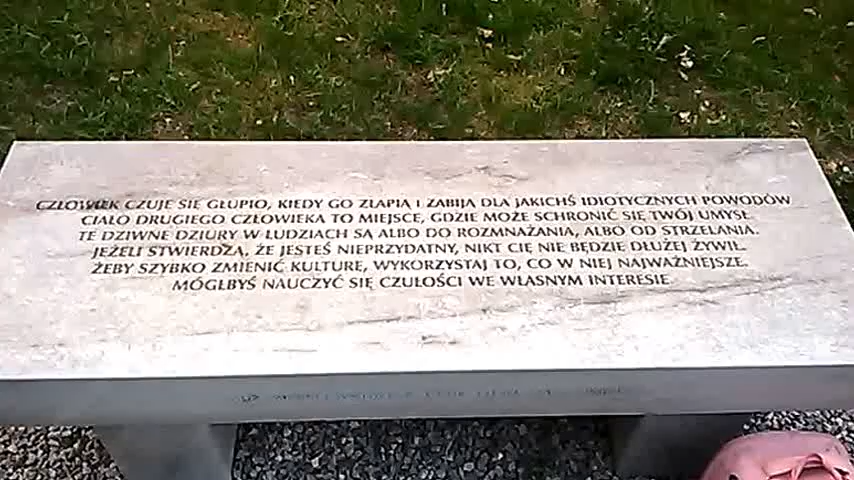 CZŁOWIEK CZUJE SIĘ GŁUPIO, KIEDY GO ZŁAPIĄ I ZABIJĄ DLA JAKICHŚ IDIOTYCZNYCH POWODÓW
CIAŁO DRUGIEGO CZŁOWIEKA TO MIEJSCE, GDZIE MOŻE SCHRONIĆ SIĘ TWÓJ UMYSŁ
TE DZIWNE DZIURY W LUDZIACH SĄ ALBO DO ROZMNAŻANIA, ALBO OD STRZELANIA.
JEŻELI STWIERDZĄ, ŻE JESTEŚ NIEPRZYDATNY, NIKT CIĘ NIE BĘDZIE DŁUŻEJ ŻYWIŁ.
ŻEBY SZYBKO ZMIENIĆ KULTURĘ, WYKORZYSTAJ TO, CO W NIEJ NAJWAŻNIEJSZE.
MÓGŁBYŚ NAUCZYĆ SIĘ CZUŁOŚCI WE WŁASNYM INTERESIE